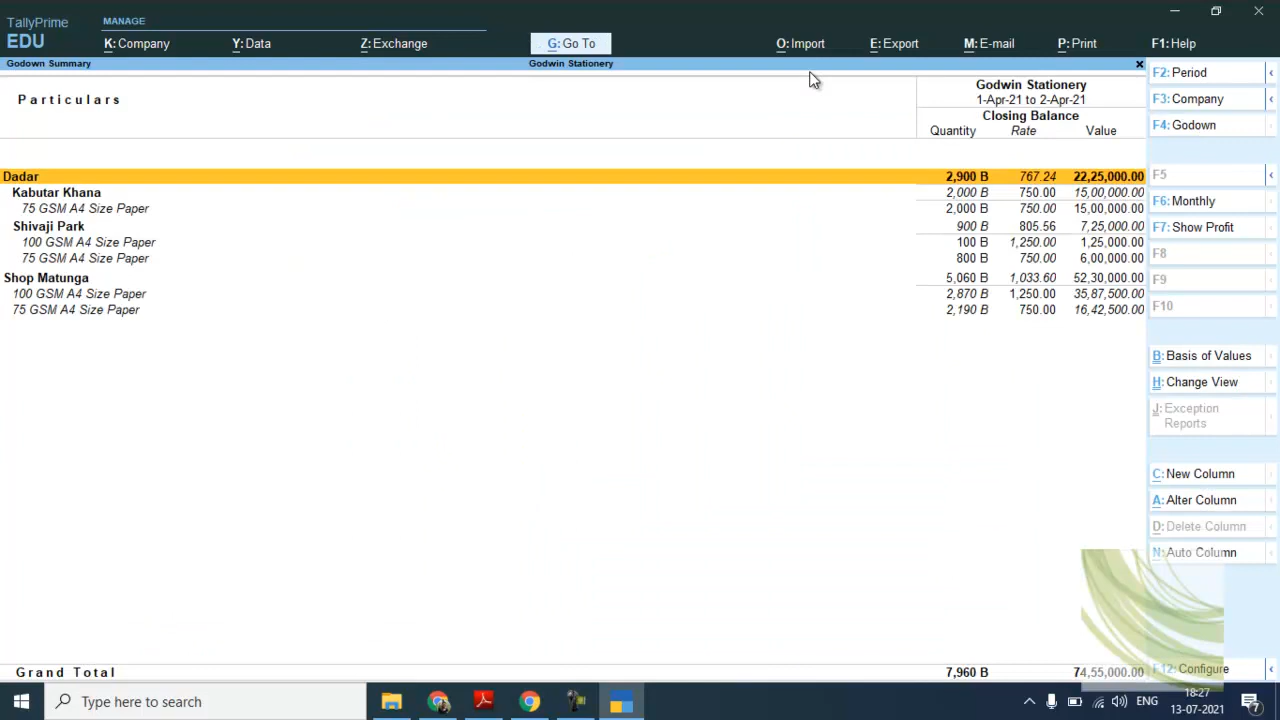 TallyPrime
MANAGE
EDU
K: Company
Y: Data
Z: Exchange
G: Go To
O: Import
E: Export
M: E-mail
P: Print
F1: Help
Godown Summary
Godwin Stationery
Particulars
Godwin Stationery
1-Apr-21 to 2-Apr-21
Closing Balance
Quantity Rate Value
Dadar 2,900 B 767.24 22,25,000.00
Kabutar Khana 2,000 B 750.00 15,00,000.00
75 GSM A4 Size Paper 2,000 B 750.00 15,00,000.00
Shivaji Park 900 B 805.56 7,25,000.00
100 GSM A4 Size Paper 100 B 1,250.00 1,25,000.00
75 GSM A4 Size Paper 800 B 750.00 6,00,000.00
Shop Matunga 5,060 B 1,033.60 52,30,000.00
100 GSM A4 Size Paper 2,870 B 1,250.00 35,87,500.00
75 GSM A4 Size Paper 2,190 B 750.00 16,42,500.00
Grand Total 7,960 B 74,55,000.00
F2: Period
F3: Company
F4: Godown
F5
F6: Monthly
F7: Show Profit
F8
F9
F10
B: Basis of Values
H: Change View
J: Exception
Reports
C: New Column
A: Alter Column
D: Delete Column
N: Auto Column
F12: Configure
Type here to search
ENG
18:27
13-07-2021
7